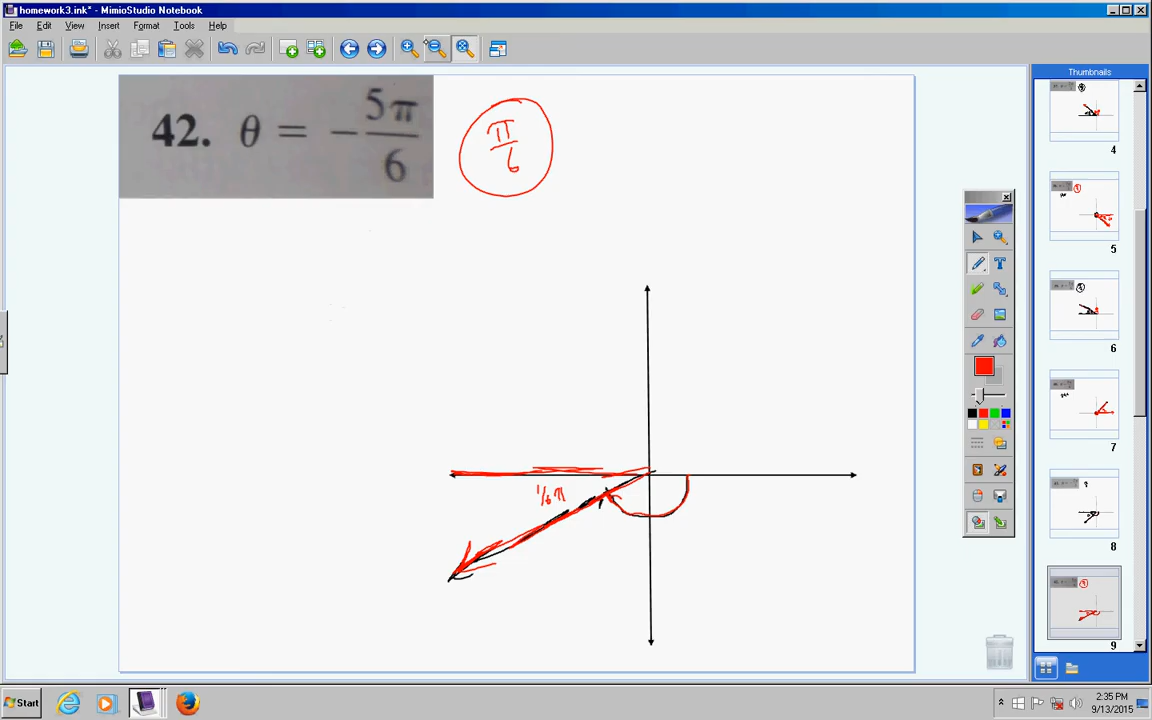 homework3.ink* - MimioStudio Notebook
File Edit View Insert Format Tools Help
42. θ = -5π/6
π/6
1/6 π
Thumbnails
4
5
6
7
8
9
Start
2:35 PM
9/13/2015